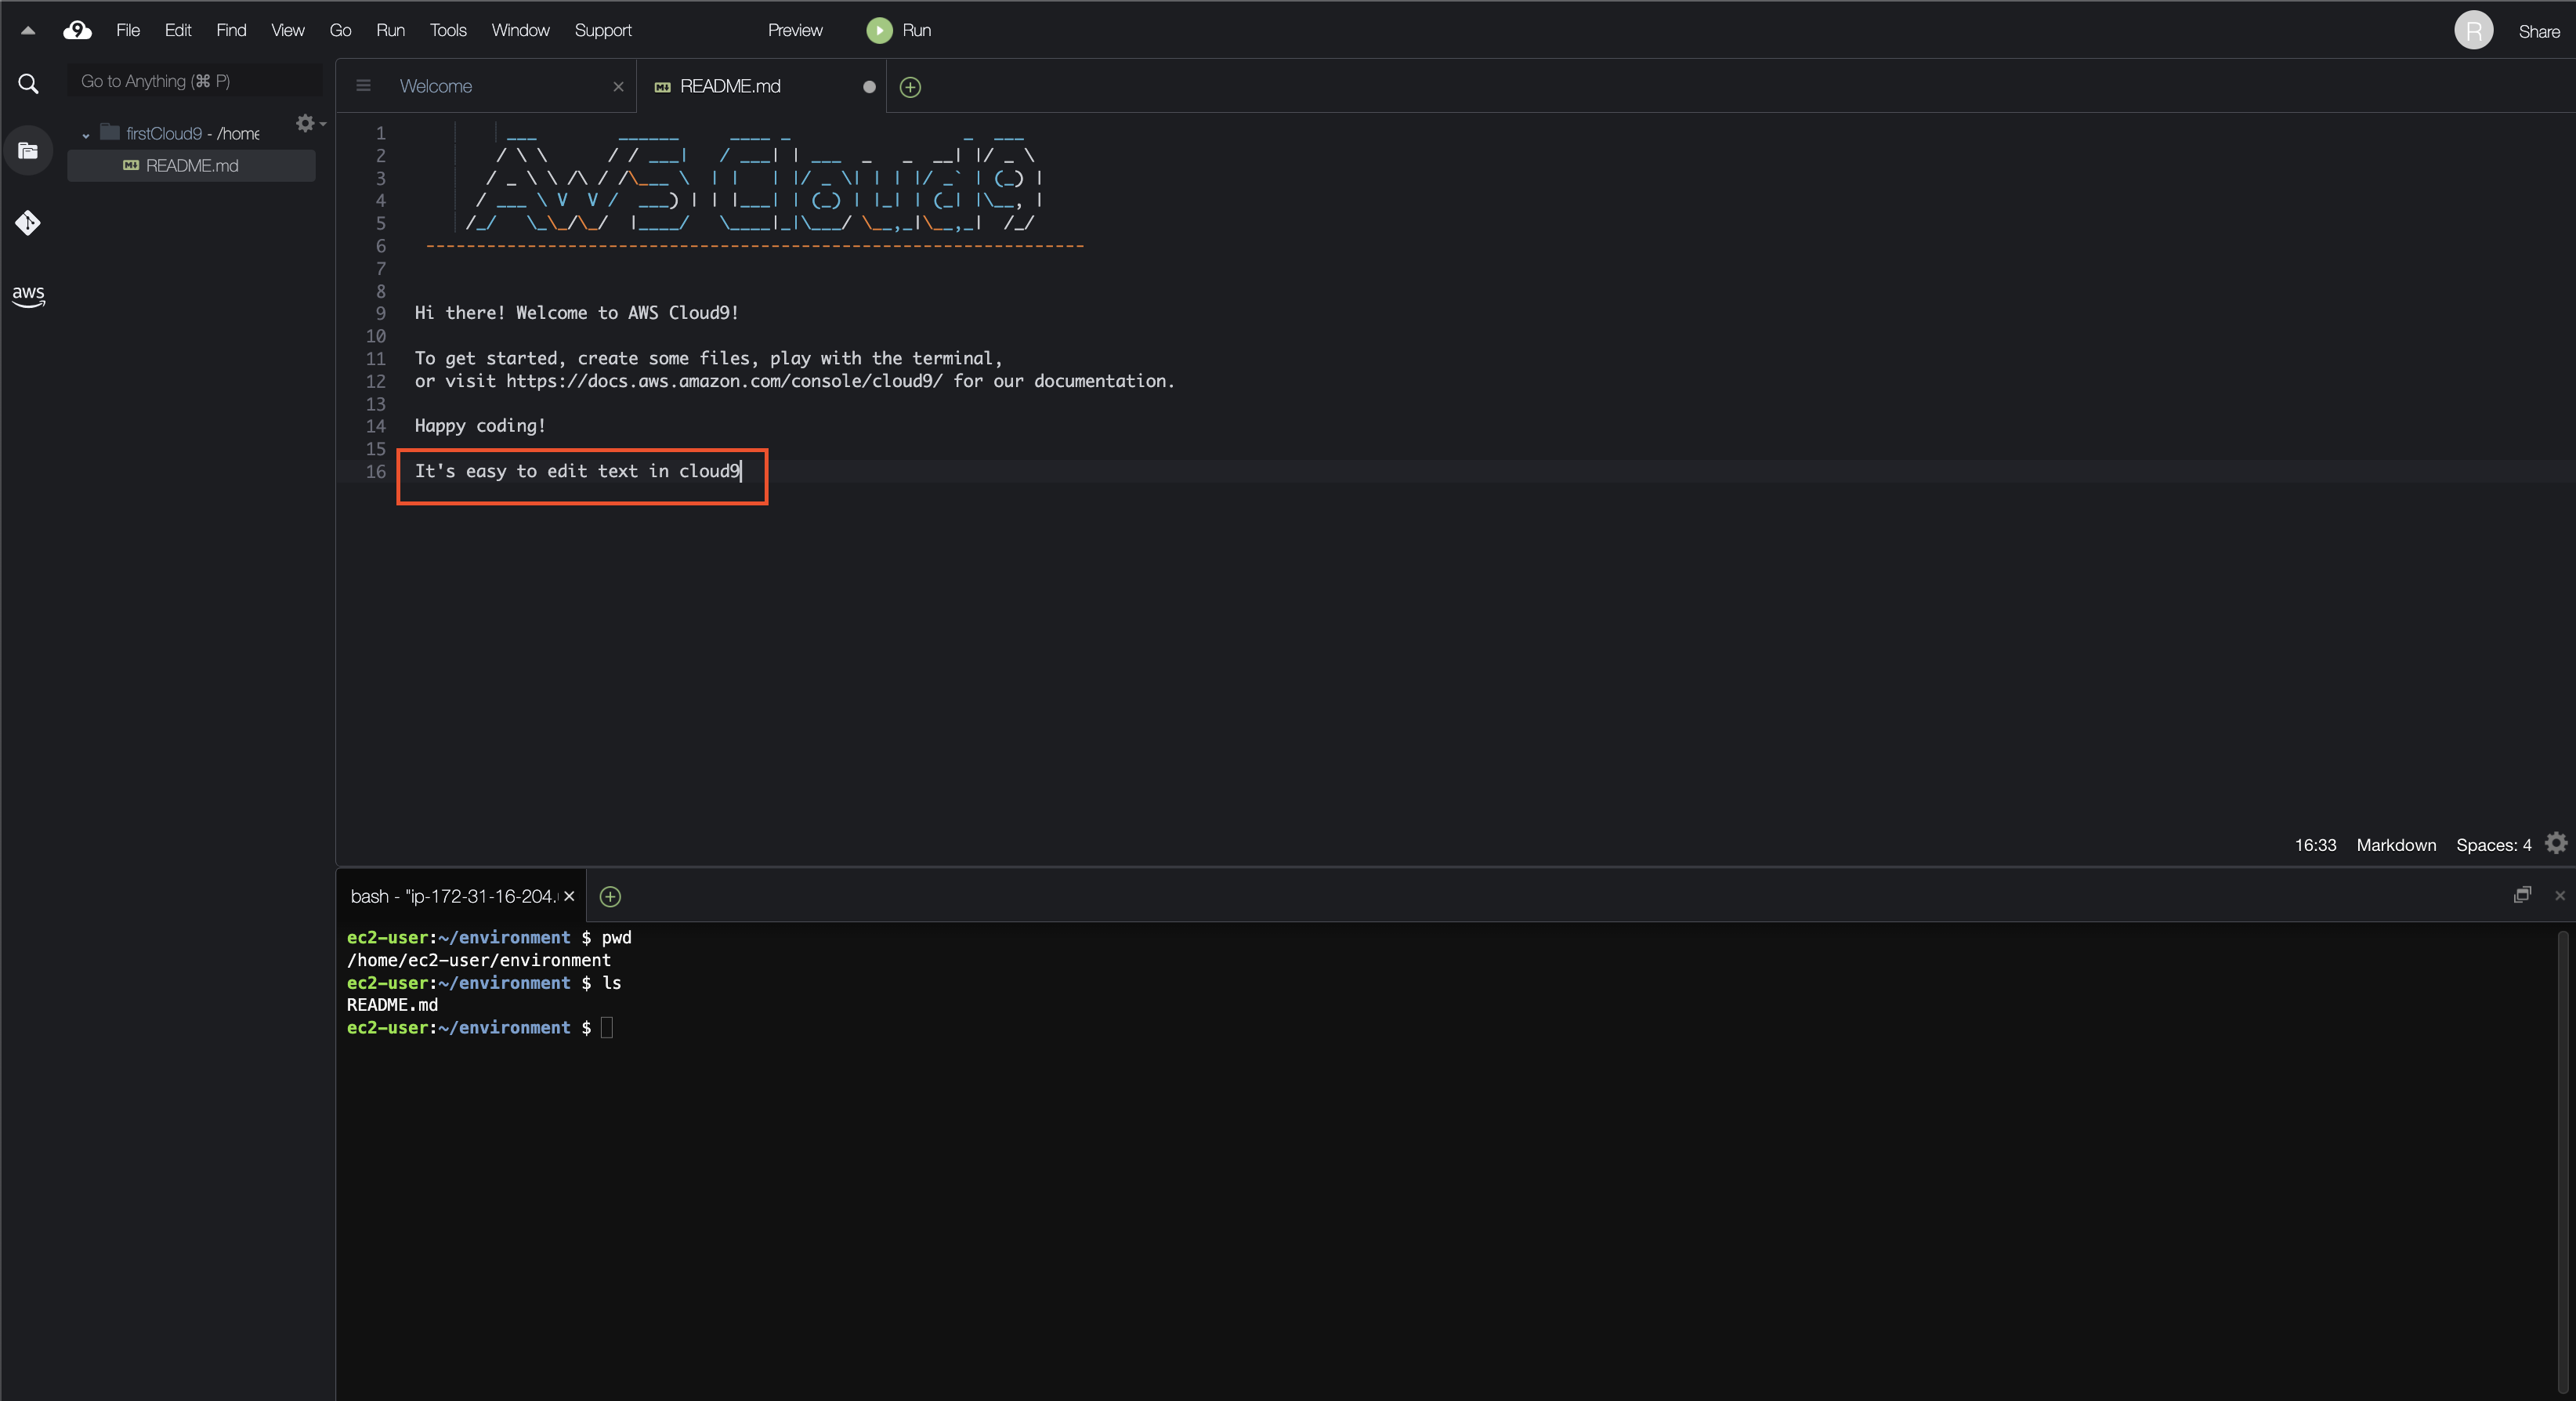 File Edit Find View Go Run Tools Window Support Preview Run R Share
Go to Anything (⌘ P)
Welcome README.md
firstCloud9 - /home
README.md
aws
1
2
3
4
5
6
7
8
9 Hi there! Welcome to AWS Cloud9!
10
11 To get started, create some files, play with the terminal,
12 or visit https://docs.aws.amazon.com/console/cloud9/ for our documentation.
13
14 Happy coding!
15
16 It's easy to edit text in cloud9
16:33 Markdown Spaces: 4
bash - "ip-172-31-16-204.
ec2-user:~/environment $ pwd
/home/ec2-user/environment
ec2-user:~/environment $ ls
README.md
ec2-user:~/environment $